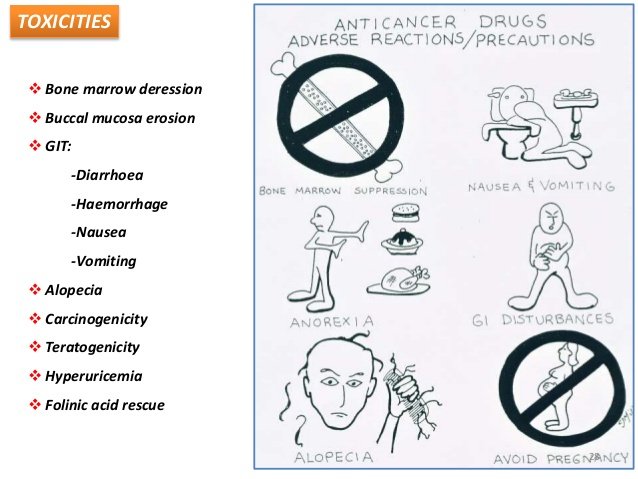 TOXICITIES
Bone marrow deression
Buccal mucosa erosion
GIT:
-Diarrhoea
-Haemorrhage
-Nausea
-Vomiting
Alopecia
Carcinogenicity
Teratogenicity
Hyperuricemia
Folinic acid rescue
ANTICANCER DRUGS
ADVERSE REACTIONS/PRECAUTIONS
BONE MARROW SUPPRESSION
NAUSEA & VOMITING
ANOREXIA
GI DISTURBANCES
ALOPECIA
AVOID PREGNANCY